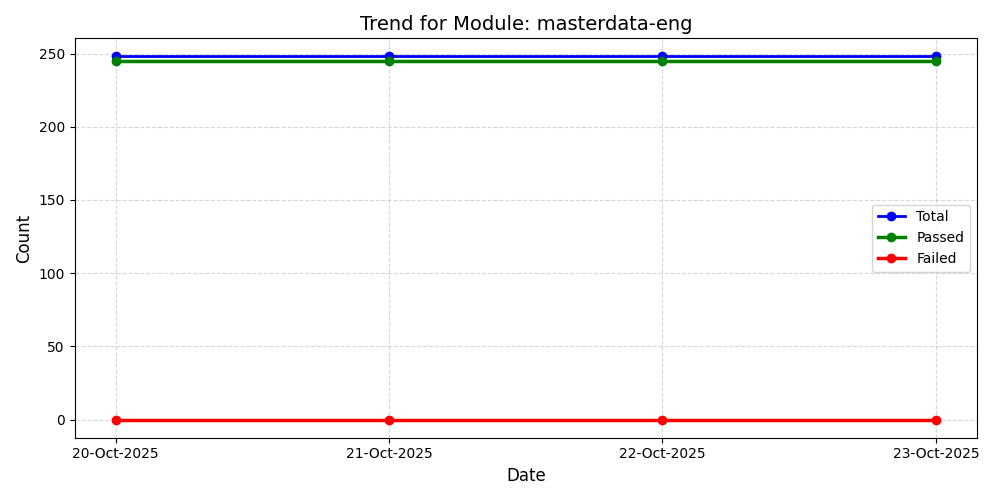 Trend for Module: masterdata-eng
250
200
150
100
50
0
Count
Total
Passed
Failed
20-Oct-2025
21-Oct-2025
22-Oct-2025
23-Oct-2025
Date